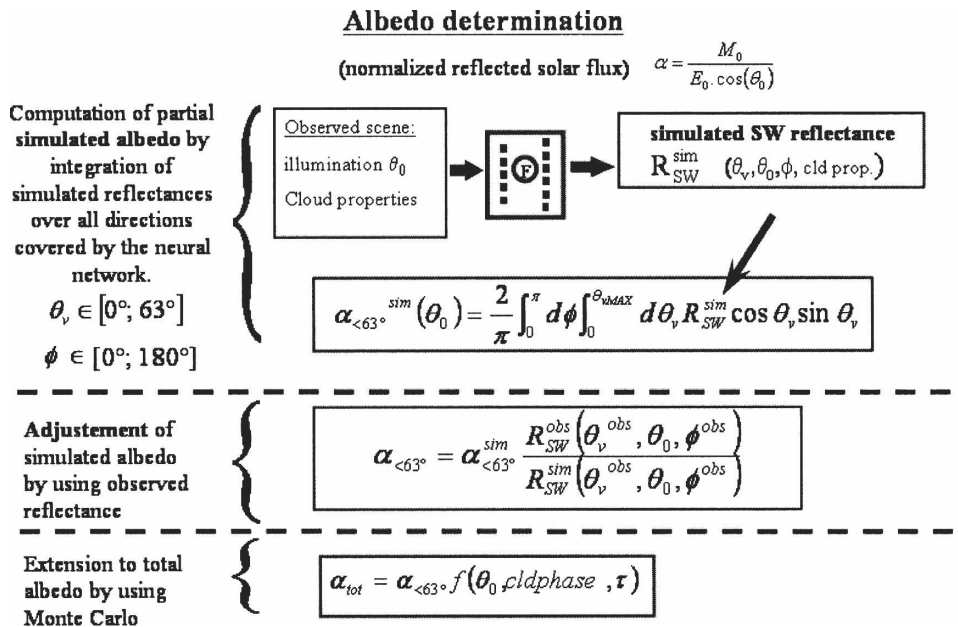 Albedo determination
(normalized reflected solar flux) α = M₀ / E₀.cos(θ₀)
Computation of partial
simulated albedo by
integration of
simulated reflectances
over all directions
covered by the neural
network.
θᵥ ∈ [0°; 63°]
ϕ ∈ [0°; 180°]
Observed scene:
illumination θ₀
Cloud properties
F
simulated SW reflectance
R_SW^sim (θᵥ,θ₀,ϕ, cld prop.)
α_<63°^sim (θ₀) = 2/π ∫₀^π dϕ ∫₀^θvMAX dθᵥ R_SW^sim cos θᵥ sin θᵥ
Adjustement of
simulated albedo
by using observed
reflectance
α_<63° = α_<63°^sim R_SW^obs(θᵥ^obs, θ₀, ϕ^obs) / R_SW^sim(θᵥ^obs, θ₀, ϕ^obs)
Extension to total
albedo by using
Monte Carlo
α_tot = α_<63° f(θ₀,cldphase ,τ)